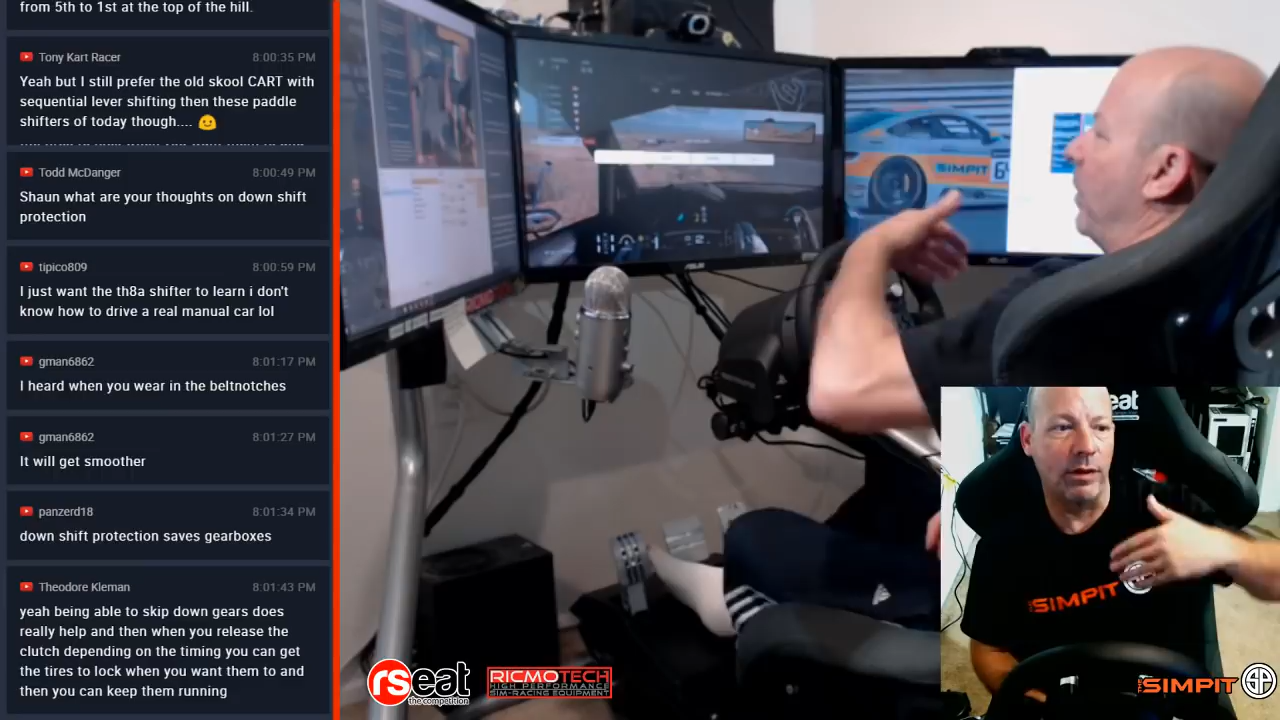 from 5th to 1st at the top of the hill.
Tony Kart Racer 8:00:35 PM
Yeah but I still prefer the old skool CART with
sequential lever shifting then these paddle
shifters of today though.... 🙂
Todd McDanger 8:00:49 PM
Shaun what are your thoughts on down shift
protection
tipico809 8:00:59 PM
I just want the th8a shifter to learn i don't
know how to drive a real manual car lol
gman6862 8:01:17 PM
I heard when you wear in the beltnotches
gman6862 8:01:27 PM
It will get smoother
panzerd18 8:01:34 PM
down shift protection saves gearboxes
Theodore Kleman 8:01:43 PM
yeah being able to skip down gears does
really help and then when you release the
clutch depending on the timing you can get
the tires to lock when you want them to and
then you can keep them running
SIMPIT 6
ASUS
RICMOTECH
eat
SIMPIT
rseat
the competition
RICMOTECH
HIGH PERFORMANCE
SIM-RACING EQUIPMENT
THE SIMPIT SP